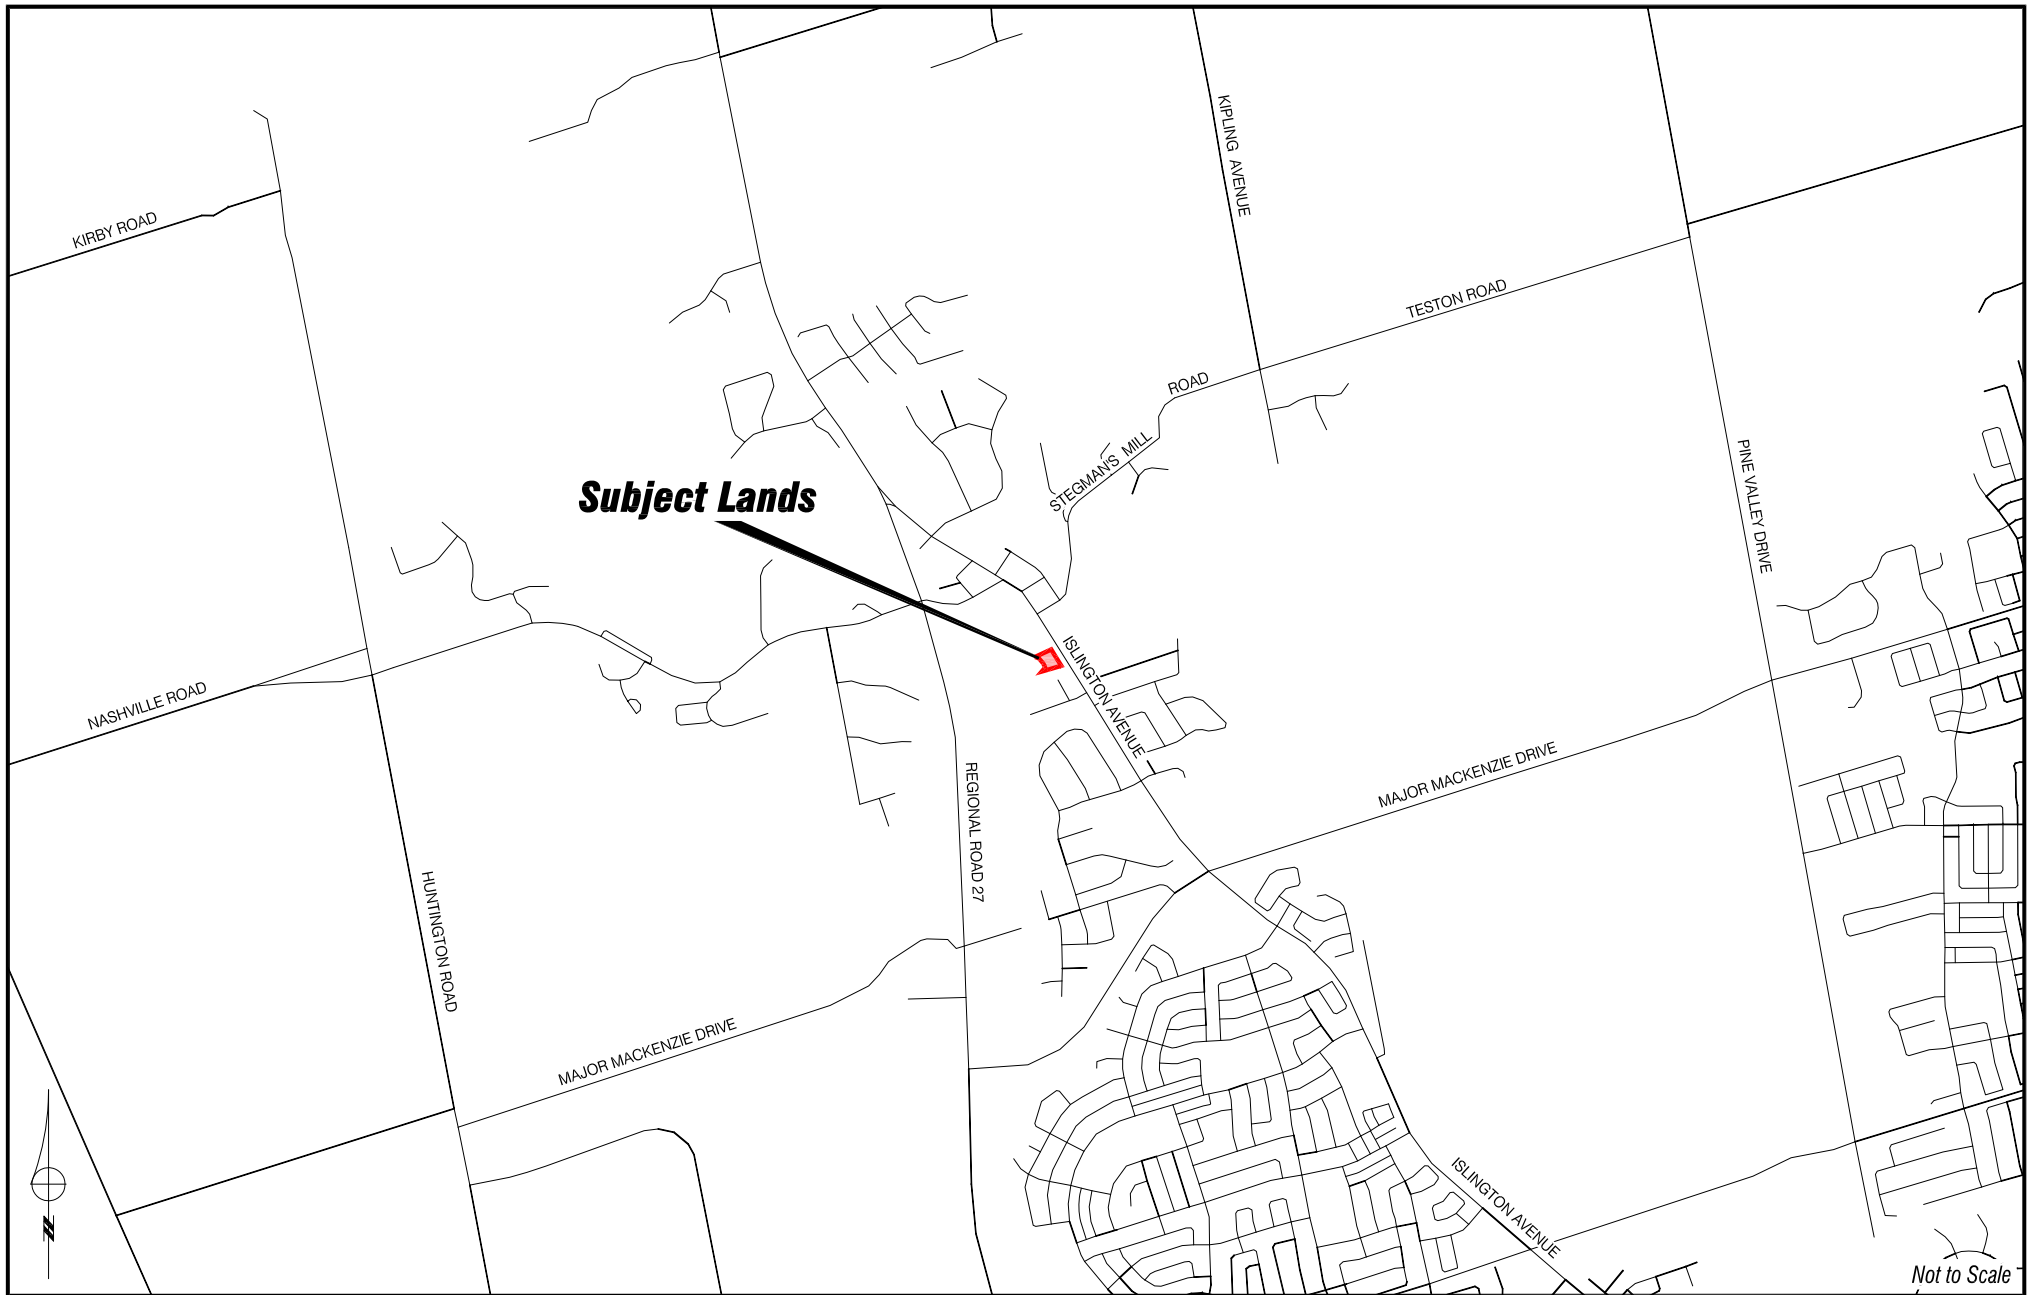 KIPLING AVENUE
KIRBY ROAD
TESTON ROAD
ROAD
STEGMAN'S MILL
Subject Lands
PINE VALLEY DRIVE
ISLINGTON AVENUE
NASHVILLE ROAD
MAJOR MACKENZIE DRIVE
REGIONAL ROAD 27
HUNTINGTON ROAD
MAJOR MACKENZIE DRIVE
ISLINGTON AVENUE
N
Not to Scale